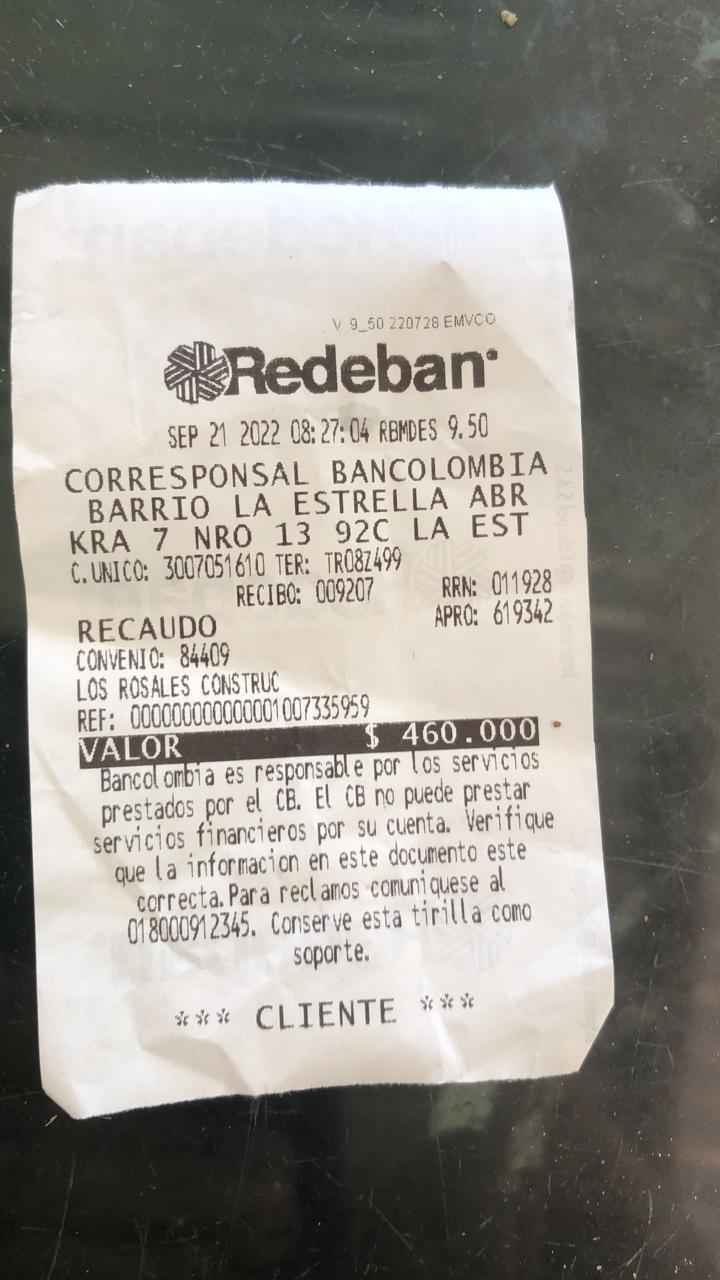 V 9_50 220728 EMVCO
Redeban
SEP 21 2022 08:27:04 RBMDES 9.50
CORRESPONSAL BANCOLOMBIA
BARRIO LA ESTRELLA ABR
KRA 7 NRO 13 92C LA EST
C.UNICO: 3007051610 TER: TR08Z499
RECIBO: 009207 RRN: 011928
RECAUDO APRO: 619342
CONVENIO: 84409
LOS ROSALES CONSTRUC
REF: 000000000000001007335959
VALOR $ 460.000
Bancolombia es responsable por los servicios
prestados por el CB. El CB no puede prestar
servicios financieros por su cuenta. Verifique
que la informacion en este documento este
correcta.Para reclamos comuniquese al
018000912345. Conserve esta tirilla como
soporte.
*** CLIENTE ***